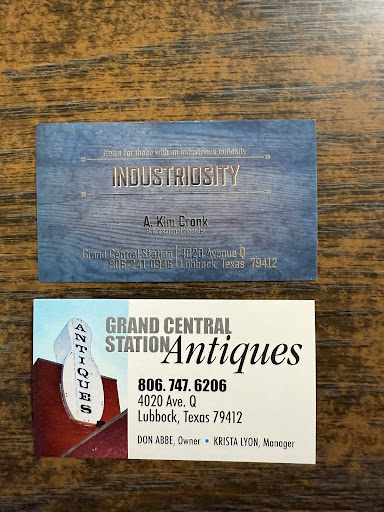 items for those with an industrious curiosity
INDUSTRIOSITY
A. Kim Cronk
Grand Central Station | 4020 Avenue Q
806-241-0946 | Lubbock, Texas 79412
ANTIQUES
GRAND CENTRAL
STATION Antiques
806.747.6206
4020 Ave. Q
Lubbock, Texas 79412
DON ABBE, Owner • KRISTA LYON, Manager